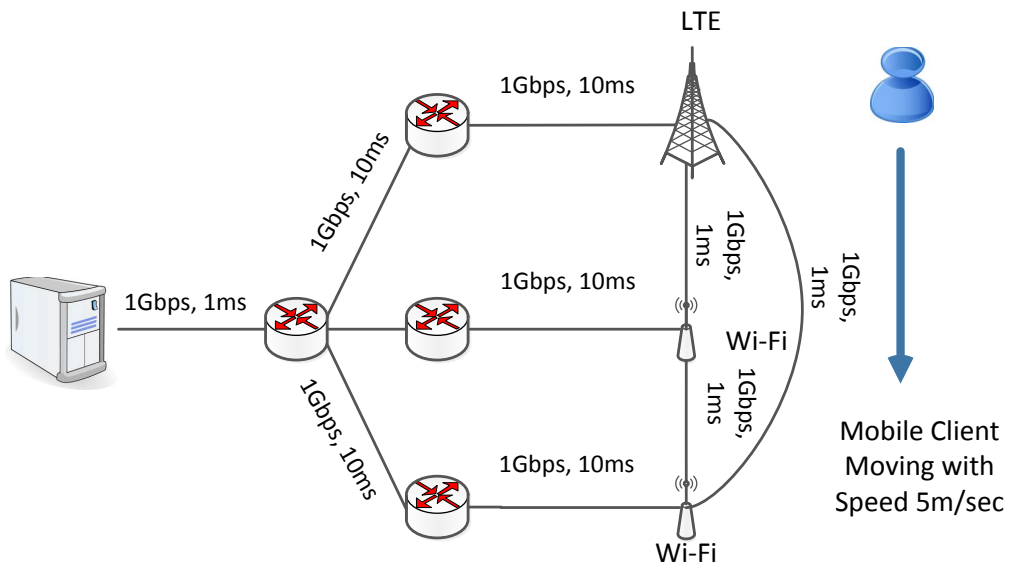 LTE
1Gbps, 10ms
1Gbps, 10ms
1Gbps,
1ms
1Gbps,
1ms
1Gbps, 10ms
1Gbps, 1ms
Wi-Fi
1Gbps,
1ms
1Gbps, 10ms
1Gbps, 10ms
Mobile Client
Moving with
Speed 5m/sec
Wi-Fi